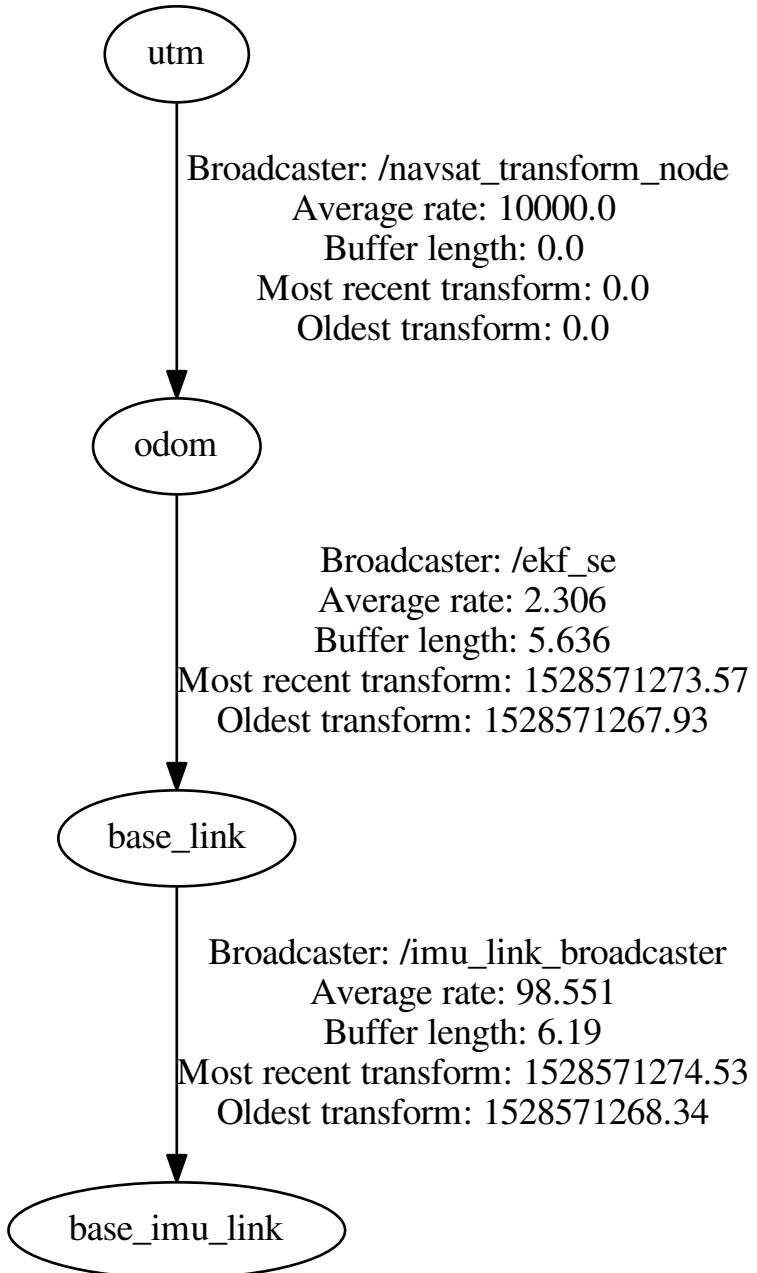 utm
Broadcaster: /navsat_transform_node
Average rate: 10000.0
Buffer length: 0.0
Most recent transform: 0.0
Oldest transform: 0.0
odom
Broadcaster: /ekf_se
Average rate: 2.306
Buffer length: 5.636
Most recent transform: 1528571273.57
Oldest transform: 1528571267.93
base_link
Broadcaster: /imu_link_broadcaster
Average rate: 98.551
Buffer length: 6.19
Most recent transform: 1528571274.53
Oldest transform: 1528571268.34
base_imu_link